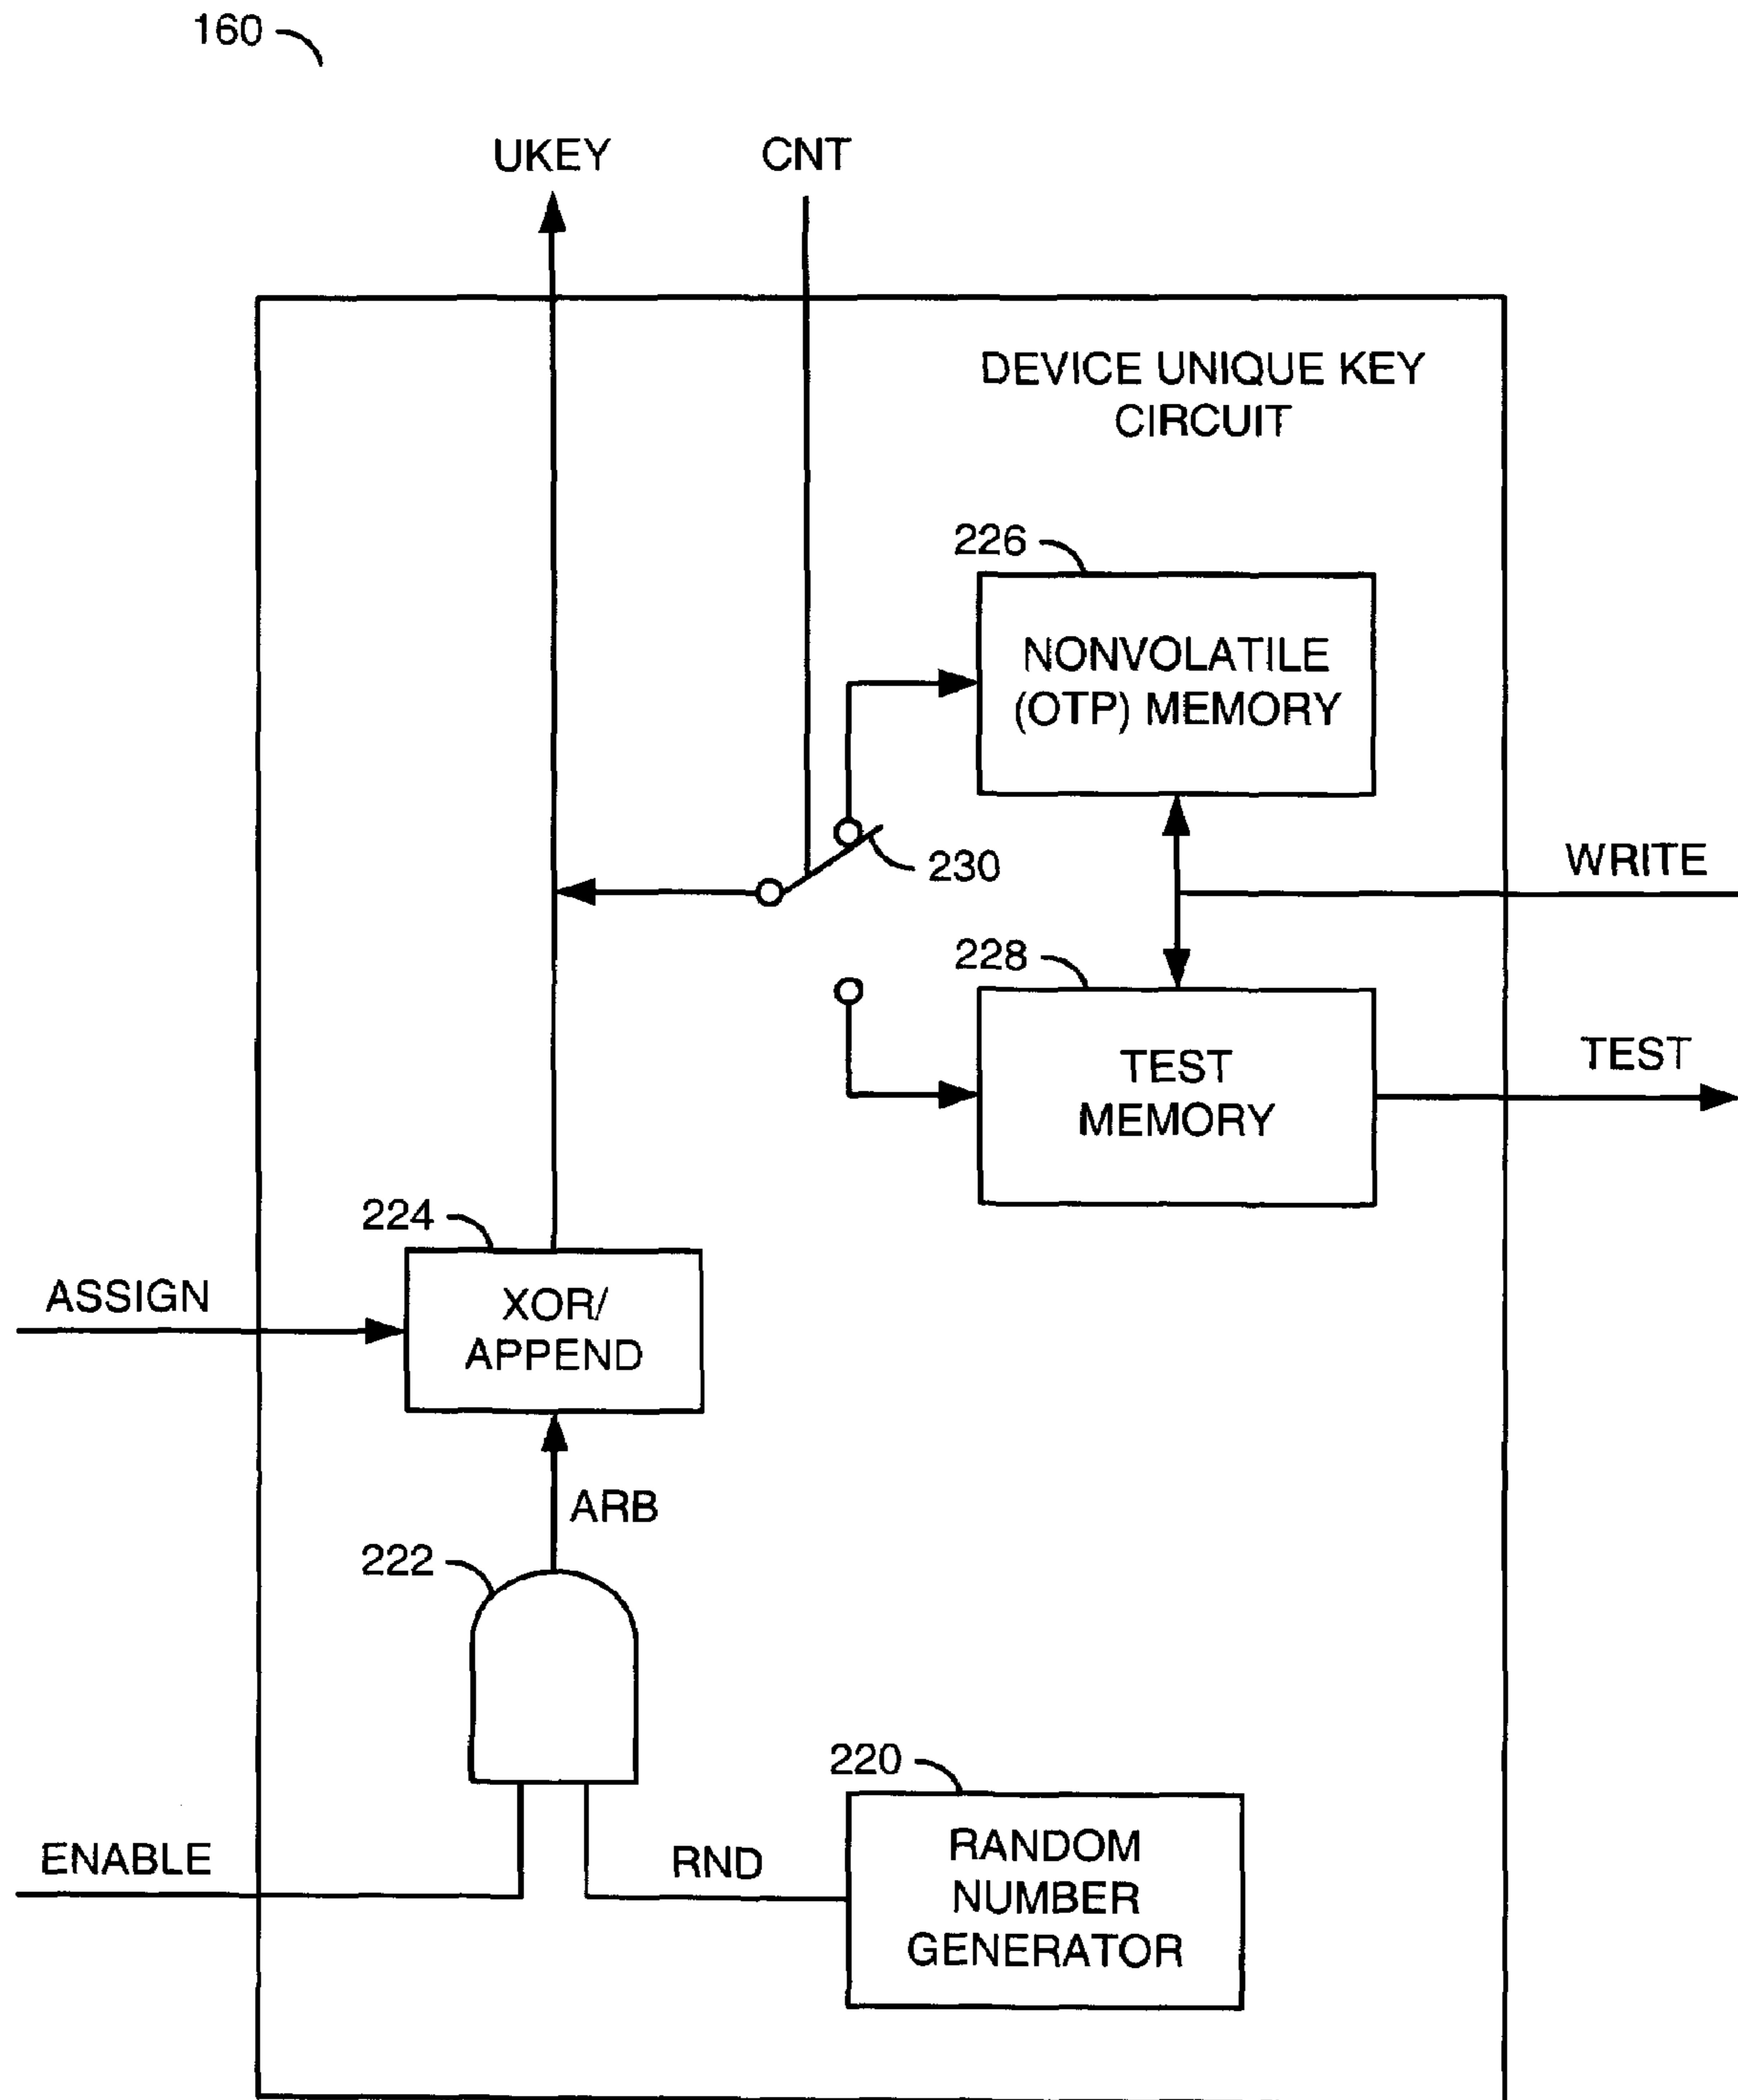 160
UKEY
CNT
DEVICE UNIQUE KEY
CIRCUIT
226
NONVOLATILE
(OTP) MEMORY
230
WRITE
228
TEST
MEMORY
TEST
224
ASSIGN
XOR/
APPEND
ARB
222
220
ENABLE
RND
RANDOM
NUMBER
GENERATOR